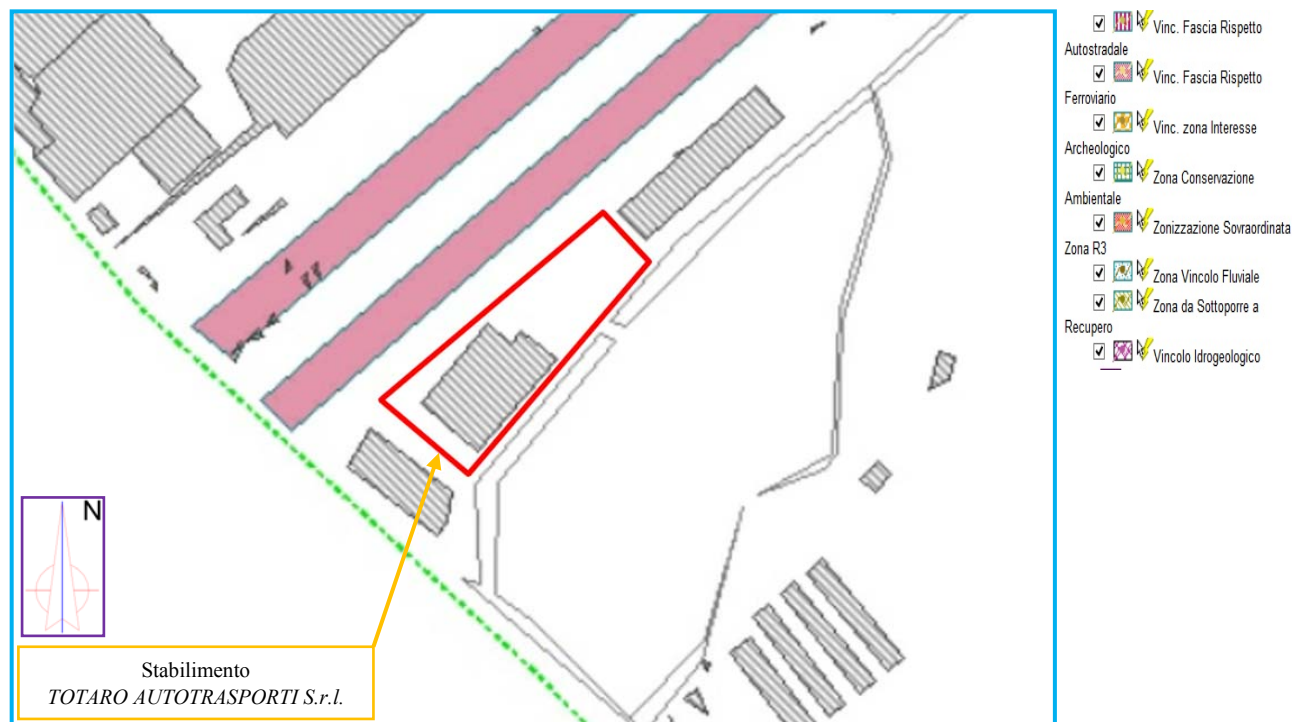 Vinc. Fascia Rispetto
Autostradale
Vinc. Fascia Rispetto
Ferroviario
Vinc. zona Interesse
Archeologico
Zona Conservazione
Ambientale
Zonizzazione Sovraordinata
Zona R3
Zona Vincolo Fluviale
Zona da Sottoporre a
Recupero
Vincolo Idrogeologico
N
Stabilimento
TOTARO AUTOTRASPORTI S.r.l.